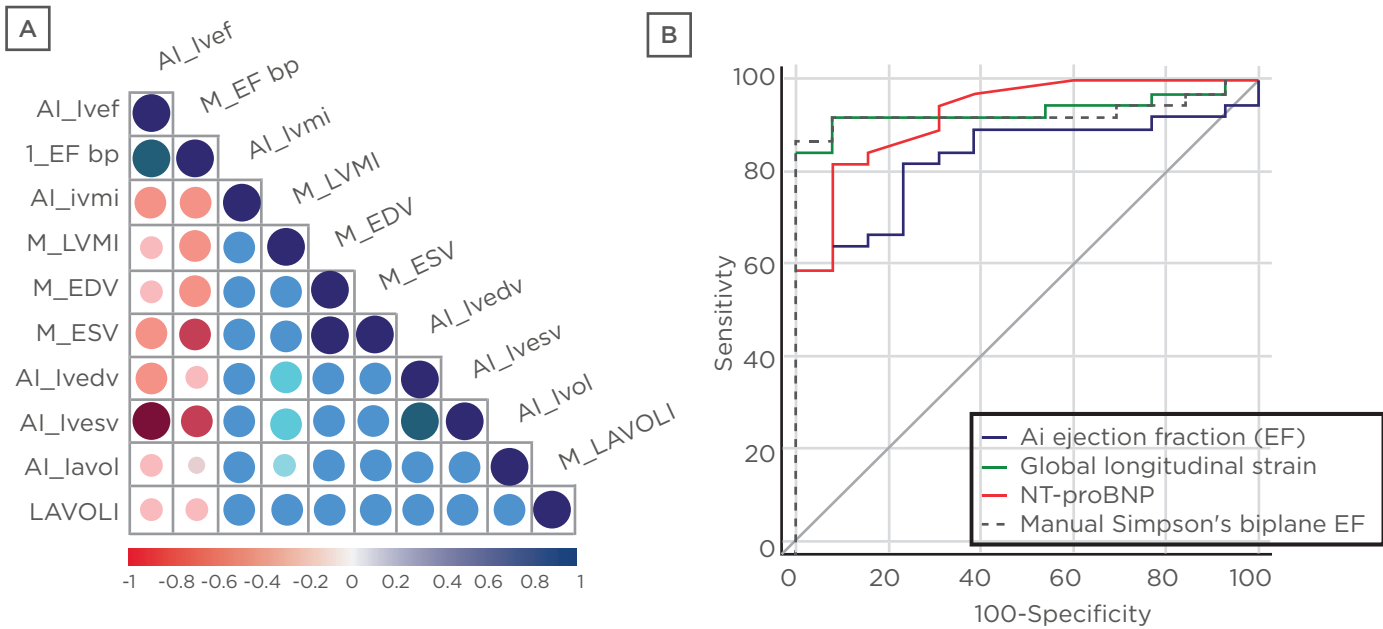 A
AI_lvef
M_EF bp
AI_lvmi
M_LVMI
M_EDV
M_ESV
AI_lvedv
AI_lvesv
AI_lvol
M_LAVOLI
AI_lvef
1_EF bp
AI_ivmi
M_LVMI
M_EDV
M_ESV
AI_lvedv
AI_lvesv
AI_lavol
LAVOLI
-1 -0.8 -0.6 -0.4 -0.2 0 0.2 0.4 0.6 0.8 1
B
Sensitivty
100
80
60
40
20
0
0 20 40 60 80 100
100-Specificity
Ai ejection fraction (EF)
Global longitudinal strain
NT-proBNP
Manual Simpson's biplane EF